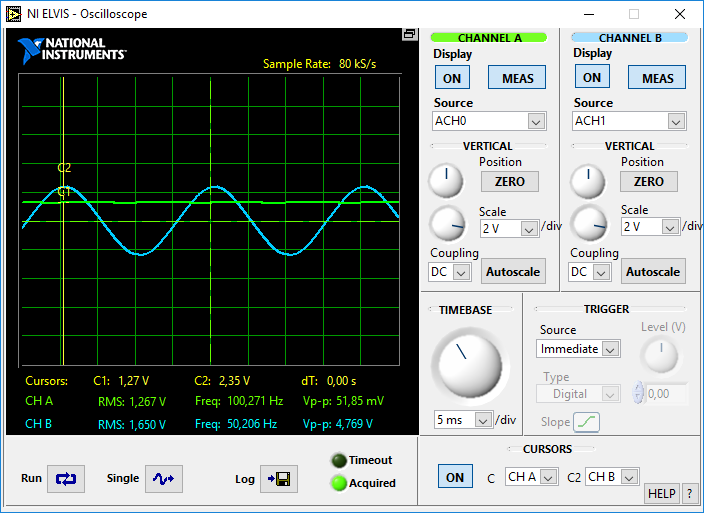 NI ELVIS - Oscilloscope
NATIONAL
INSTRUMENTS
Sample Rate: 80 kS/s
C2
C1
Cursors: C1: 1,27 V C2: 2,35 V dT: 0,00 s
CH A RMS: 1,267 V Freq: 100,271 Hz Vp-p: 51,85 mV
CH B RMS: 1,650 V Freq: 50,206 Hz Vp-p: 4,769 V
Run Single Log
Timeout
Acquired
CHANNEL A
Display
ON MEAS
Source
ACH0
VERTICAL
Position
ZERO
Scale
2 V /div
Coupling
DC Autoscale
CHANNEL B
Display
ON MEAS
Source
ACH1
VERTICAL
Position
ZERO
Scale
2 V /div
Coupling
DC Autoscale
TIMEBASE
5 ms /div
TRIGGER
Source Level (V)
Immediate
Type
Digital 0,00
Slope
CURSORS
ON C CH A C2 CH B
HELP ?